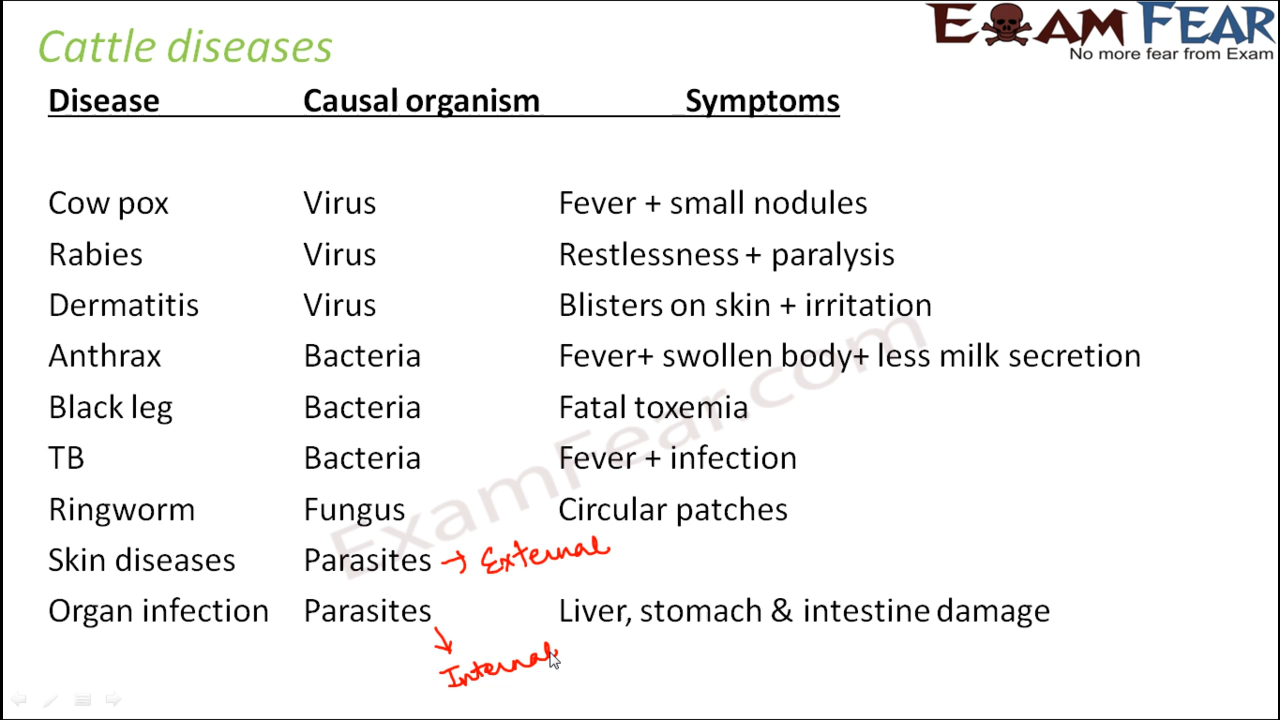 Cattle diseases
EXAM FEAR
No more fear from Exam
Disease Causal organism Symptoms
Cow pox Virus Fever + small nodules
Rabies Virus Restlessness + paralysis
Dermatitis Virus Blisters on skin + irritation
Anthrax Bacteria Fever+ swollen body+ less milk secretion
Black leg Bacteria Fatal toxemia
TB Bacteria Fever + infection
Ringworm Fungus Circular patches
Skin diseases Parasites → External
Organ infection Parasites Liver, stomach & intestine damage
Internal
ExamFear.com